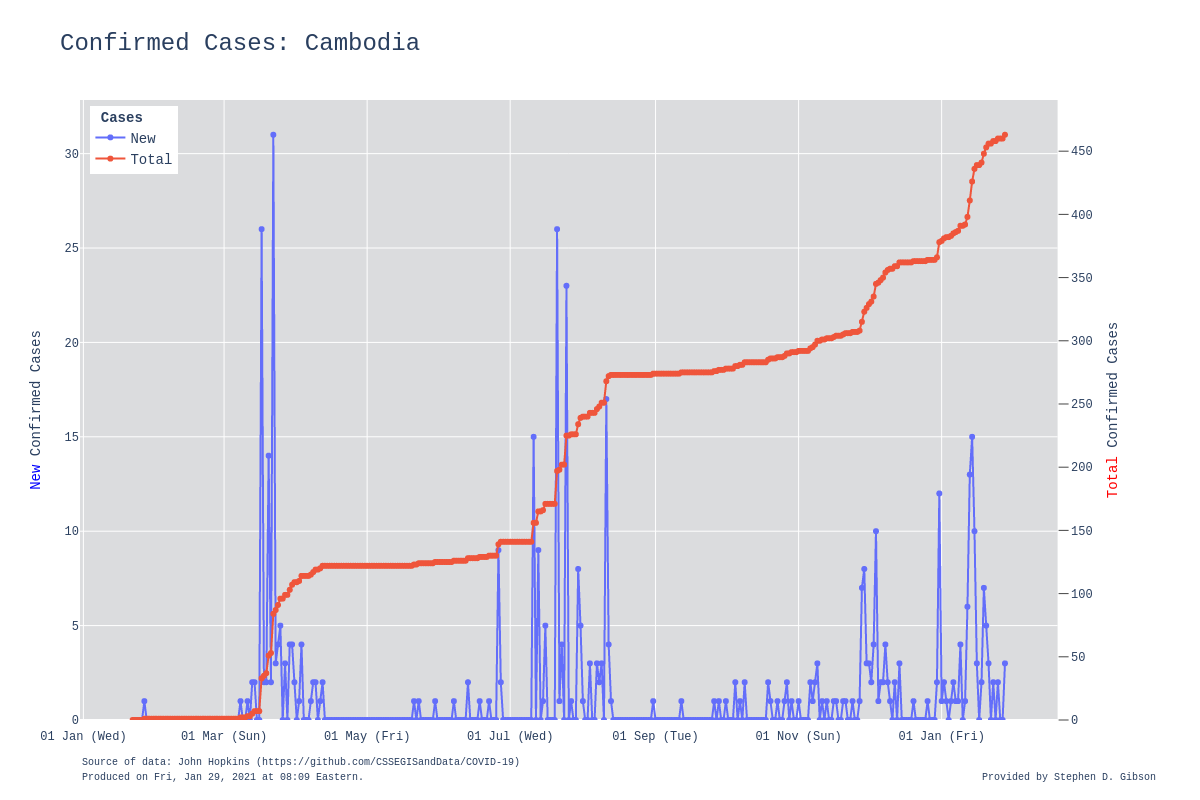 Confirmed Cases: Cambodia
Cases
New
Total
30
25
20
15
10
5
0
450
400
350
300
250
200
150
100
50
0
New Confirmed Cases
Total Confirmed Cases
01 Jan (Wed) 01 Mar (Sun) 01 May (Fri) 01 Jul (Wed) 01 Sep (Tue) 01 Nov (Sun) 01 Jan (Fri)
Source of data: John Hopkins (https://github.com/CSSEGISandData/COVID-19)
Produced on Fri, Jan 29, 2021 at 08:09 Eastern.
Provided by Stephen D. Gibson